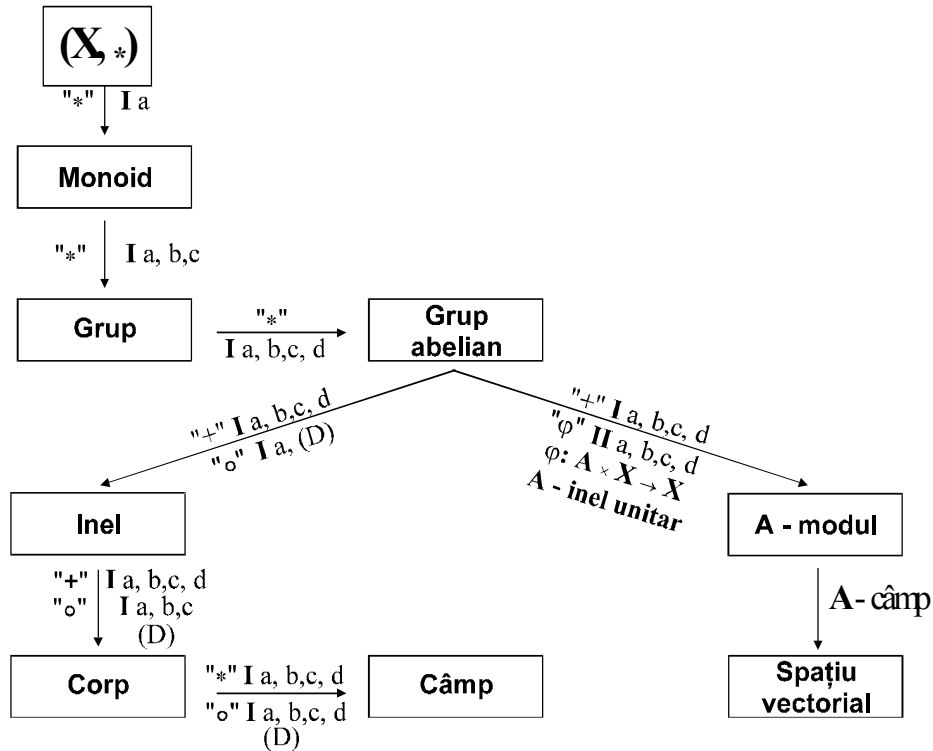 (X, *)
"*" I a
Monoid
"*" I a, b,c
Grup
"*"
I a, b,c, d
Grup
abelian
"+" I a, b,c, d
"o" I a, (D)
"+" I a, b,c, d
"φ" II a, b,c, d
φ: A × X → X
A - inel unitar
Inel
A - modul
"+" I a, b,c, d
"o" I a, b,c
(D)
A - câmp
Corp
"*" I a, b,c, d
"o" I a, b,c, d
(D)
Câmp
Spațiu
vectorial